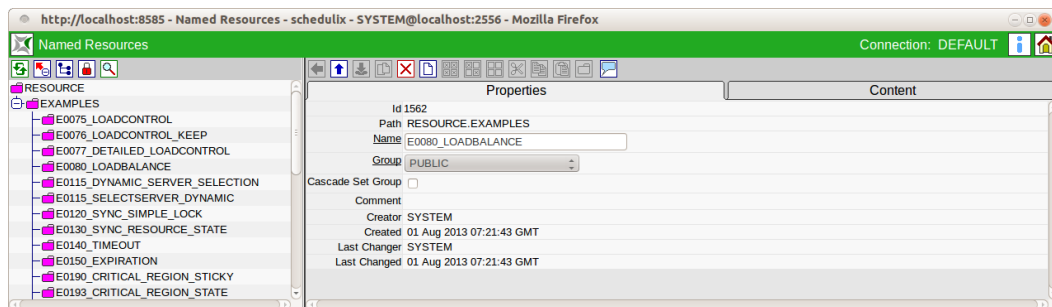 http://localhost:8585 - Named Resources - schedulix - SYSTEM@localhost:2556 - Mozilla Firefox
Named Resources
Connection: DEFAULT
RESOURCE
EXAMPLES
E0075_LOADCONTROL
E0076_LOADCONTROL_KEEP
E0077_DETAILED_LOADCONTROL
E0080_LOADBALANCE
E0115_DYNAMIC_SERVER_SELECTION
E0115_SELECTSERVER_DYNAMIC
E0120_SYNC_SIMPLE_LOCK
E0130_SYNC_RESOURCE_STATE
E0140_TIMEOUT
E0150_EXPIRATION
E0190_CRITICAL_REGION_STICKY
E0193_CRITICAL_REGION_STATE
Properties
Content
Id 1562
Path RESOURCE.EXAMPLES
Name E0080_LOADBALANCE
Group PUBLIC
Cascade Set Group
Comment
Creator SYSTEM
Created 01 Aug 2013 07:21:43 GMT
Last Changer SYSTEM
Last Changed 01 Aug 2013 07:21:43 GMT